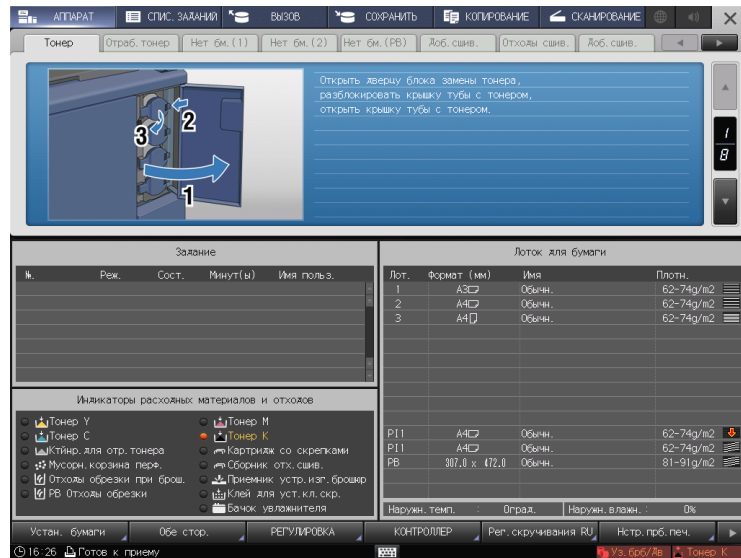 АППАРАТ
СПИС. ЗАДАНИЙ
ВЫЗОВ
СОХРАНИТЬ
КОПИРОВАНИЕ
СКАНИРОВАНИЕ
Тонер
Отраб. тонер
Нет бм.(1)
Нет бм.(2)
Нет бм.(PB)
Лоб. сшив.
Отходы сшив.
Лоб. сшив.
Открыть дверцу блока замены тонера,
разблокировать крышку тубы с тонером,
открыть крышку тубы с тонером.
3
2
1
1
8
Задание
№. Реж. Сост. Минут(ы) Имя польз.
Лоток для бумаги
Лот. Формат (мм) Имя Плотн.
1 A3 Обычн. 62-74g/m2
2 A4 Обычн. 62-74g/m2
3 A4 Обычн. 62-74g/m2
PI1 A4 Обычн. 62-74g/m2
PI1 A4 Обычн. 62-74g/m2
PB 307.0 x 472.0 Обычн. 81-91g/m2
Наружн. темп. : 0град. Наружн. влажн. : 0%
Индикаторы расходных материалов и отходов
Тонер Y
Тонер M
Тонер C
Тонер K
Ктйнр. для отр. тонера
Картридж со скрепками
Мусорн. корзина перф.
Сборник отх. сшив.
Отходы обрезки при брош.
Приемник устр. изг. брошюр
PB Отходы обрезки
Клей для уст. кл. скр.
Бачок увлажнителя
Устан. бумаги
Обе стор.
РЕГУЛИРОВКА
КОНТРОЛЛЕР
Рег. скручивания RU
Нстр. прб. печ.
16:26 Готов к приему
Уз. брб/Дв
Тонер K